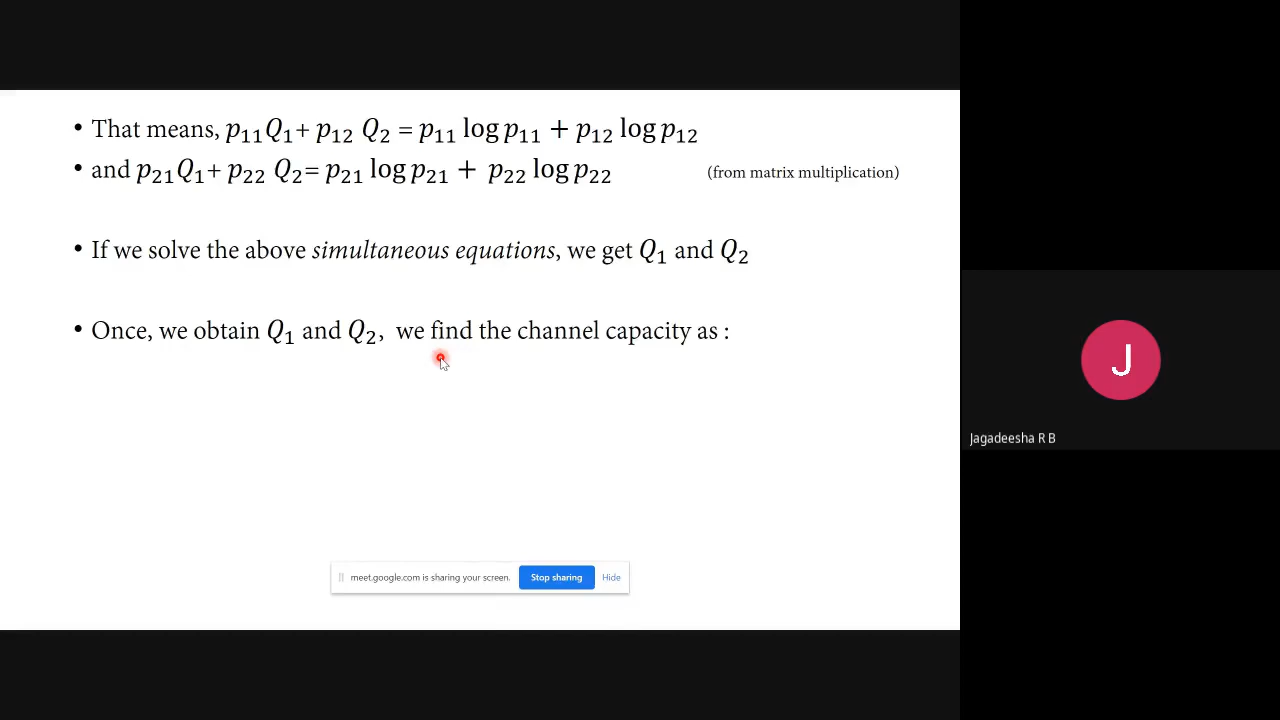 • That means, 𝑝₁₁𝑄₁+ 𝑝₁₂ 𝑄₂ = 𝑝₁₁ log 𝑝₁₁ + 𝑝₁₂ log 𝑝₁₂
• and 𝑝₂₁𝑄₁+ 𝑝₂₂ 𝑄₂= 𝑝₂₁ log 𝑝₂₁ + 𝑝₂₂ log 𝑝₂₂ (from matrix multiplication)
• If we solve the above simultaneous equations, we get 𝑄₁ and 𝑄₂
• Once, we obtain 𝑄₁ and 𝑄₂, we find the channel capacity as :
J
Jagadeesha R B
meet.google.com is sharing your screen. Stop sharing Hide